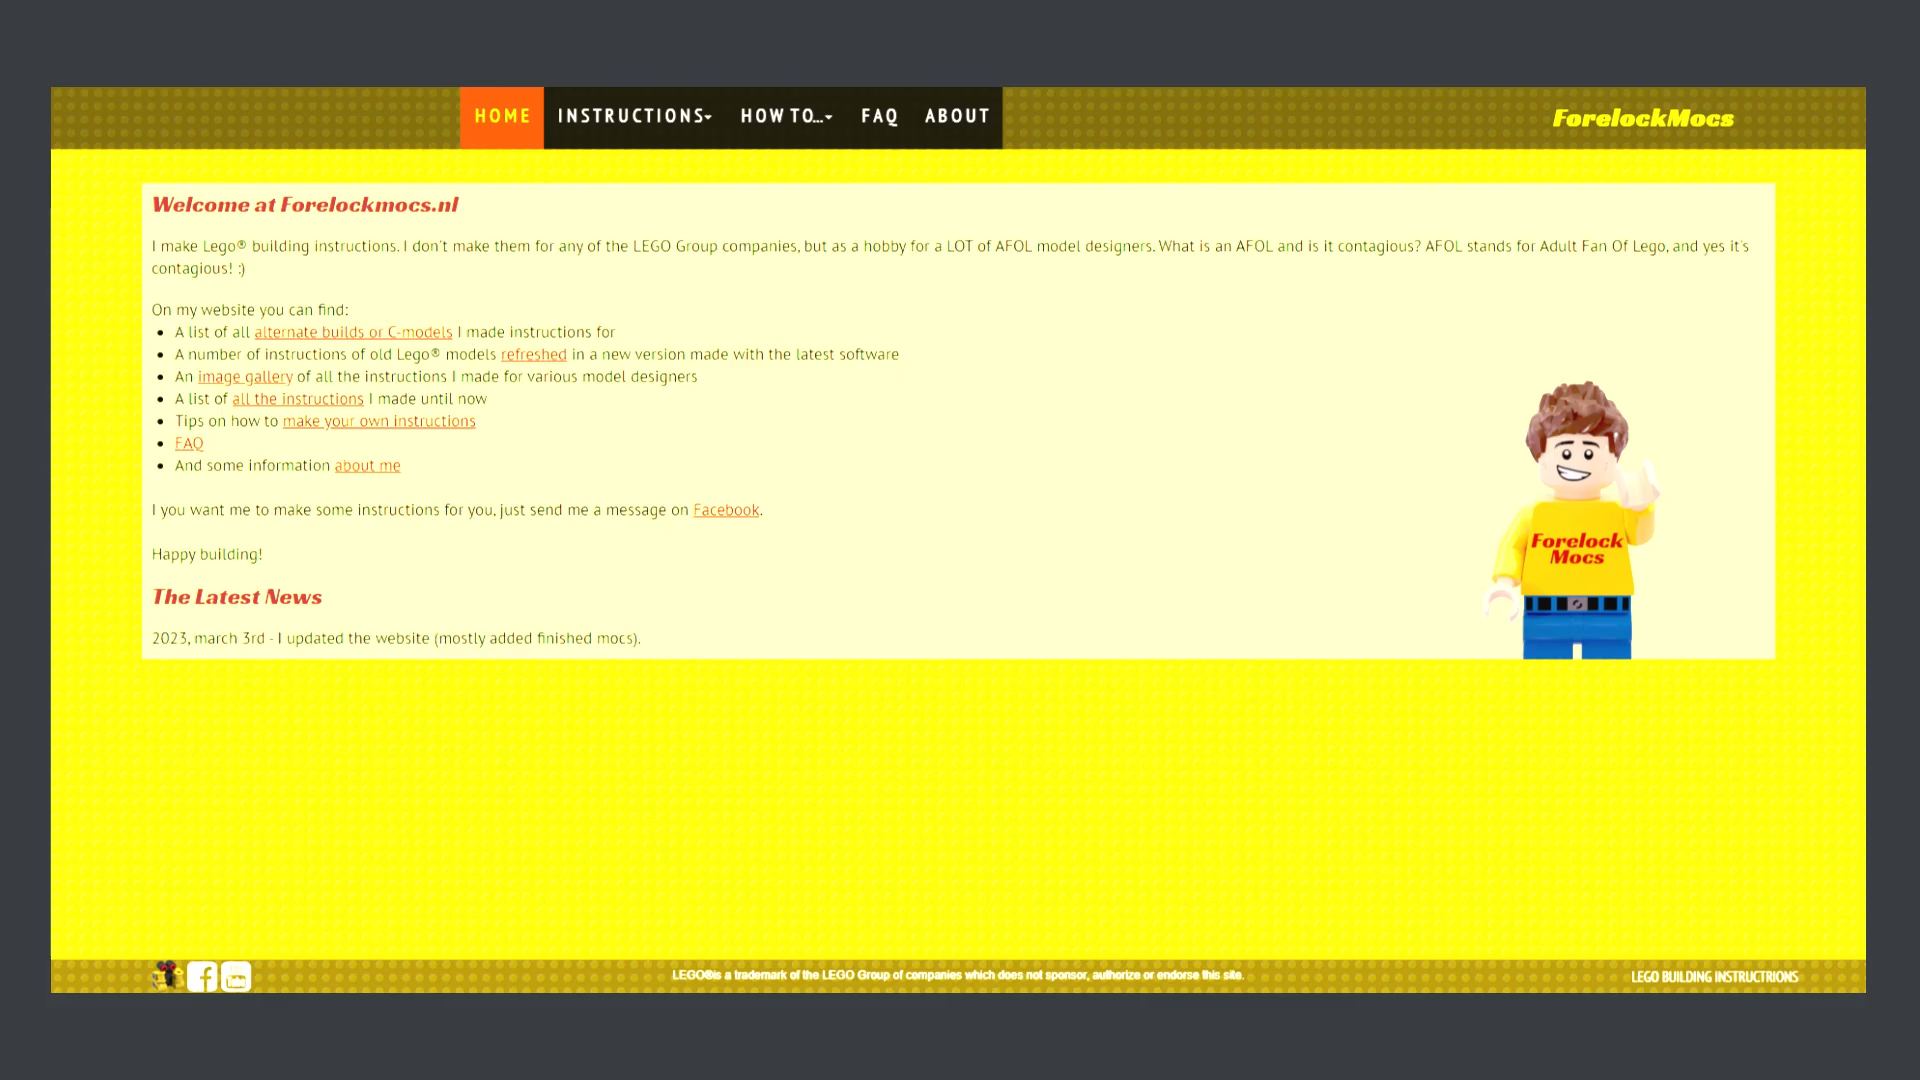 HOME INSTRUCTIONS HOW TO... FAQ ABOUT ForelockMocs
Welcome at Forelockmocs.nl
I make Lego® building instructions. I don't make them for any of the LEGO Group companies, but as a hobby for a LOT of AFOL model designers. What is an AFOL and is it contagious? AFOL stands for Adult Fan Of Lego, and yes it's
contagious! :)
On my website you can find:
• A list of all alternate builds or C-models I made instructions for
• A number of instructions of old Lego® models refreshed in a new version made with the latest software
• An image gallery of all the instructions I made for various model designers
• A list of all the instructions I made until now
• Tips on how to make your own instructions
• FAQ
• And some information about me
I you want me to make some instructions for you, just send me a message on Facebook.
Happy building!
Forelock
Mocs
The Latest News
2023, march 3rd - I updated the website (mostly added finished mocs).
LEGO®is a trademark of the LEGO Group of companies which does not sponsor, authorize or endorse this site.
LEGO BUILDING INSTRUCTRIONS